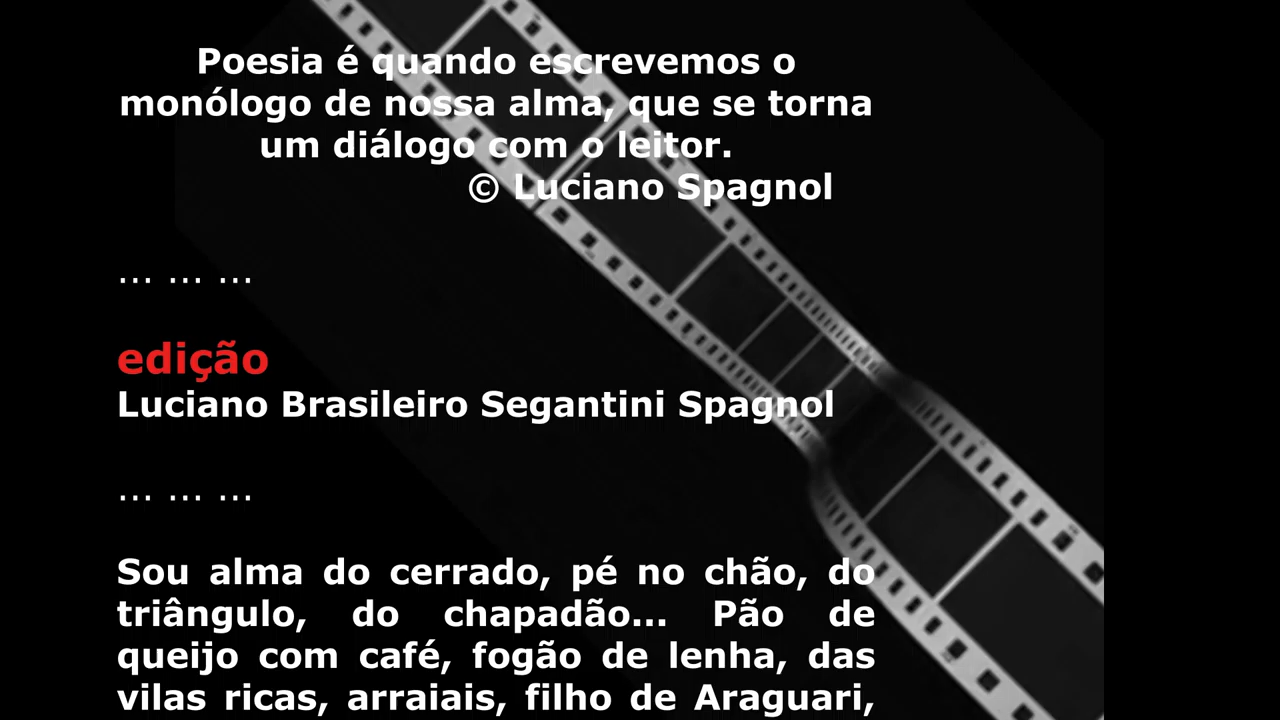 Poesia é quando escrevemos o
monólogo de nossa alma, que se torna
um diálogo com o leitor.
© Luciano Spagnol
... ... ...
edição
Luciano Brasileiro Segantini Spagnol
... ... ...
Sou alma do cerrado, pé no chão, do
triângulo, do chapadão... Pão de
queijo com café, fogão de lenha, das
vilas ricas, arraiais, filho de Araguari,